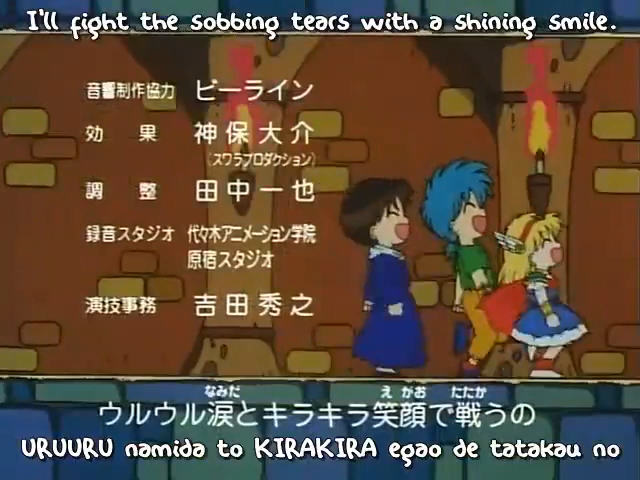 I'll fight the sobbing tears with a shining smile.
音響制作協力 ビーライン
効 果 神保大介
(スワラプロダクション)
調 整 田中一也
録音スタジオ 代々木アニメーション学院
原宿スタジオ
演技事務 吉田秀之
なみだ え がお たたか
ウルウル涙とキラキラ笑顔で戦うの
URUURU namida to KIRAKIRA egao de tatakau no